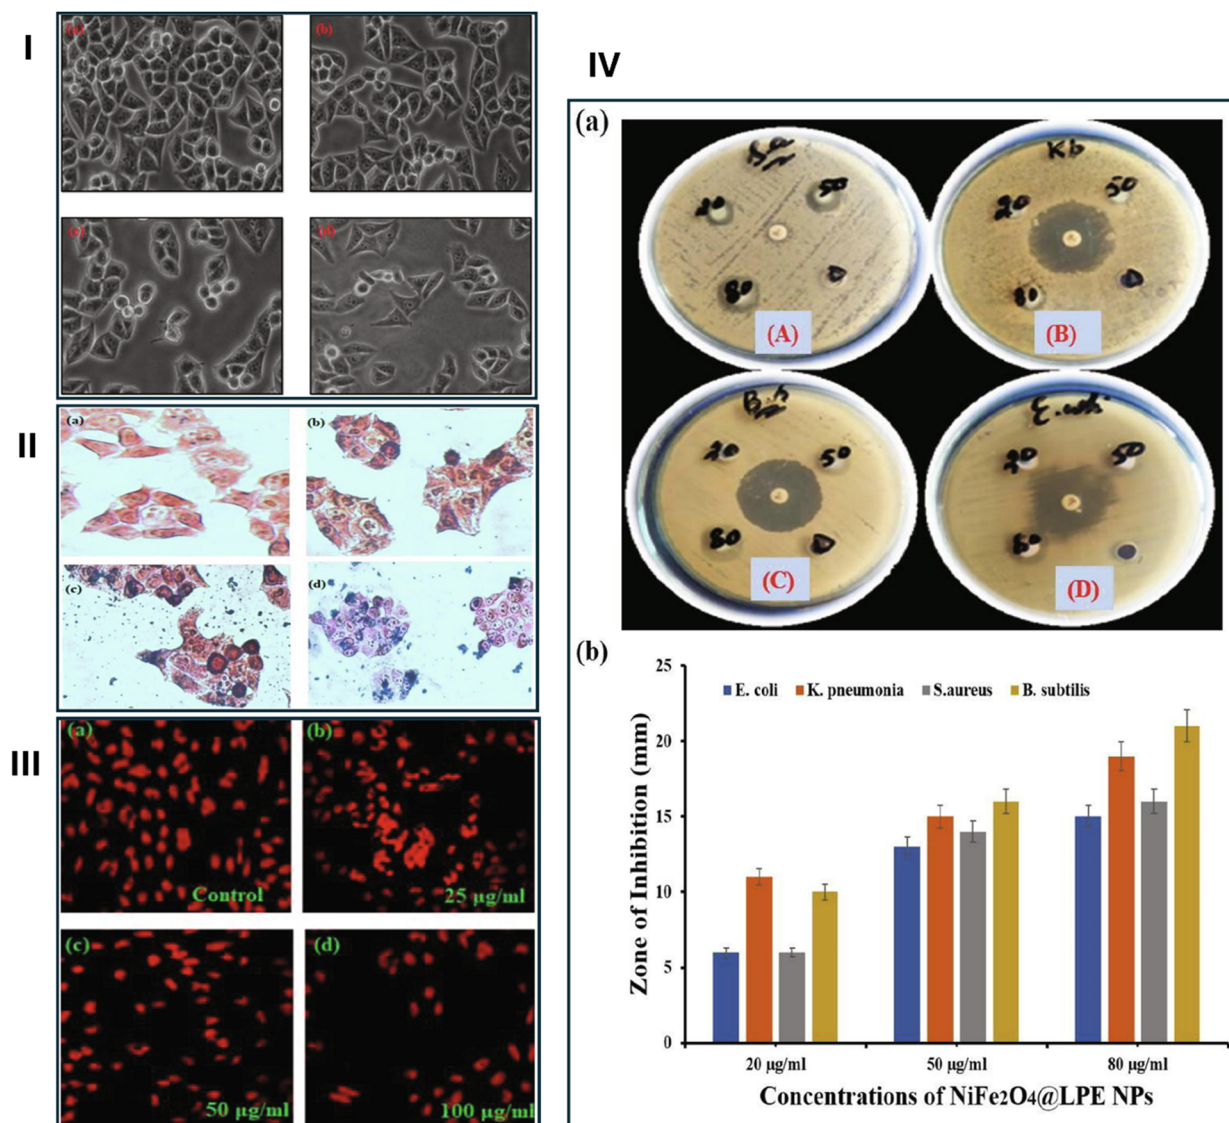 I
(a)
(b)
(c)
(d)
II
(a)
(b)
(c)
(d)
III
(a)
Control
(b)
25 µg/ml
(c)
50 µg/ml
(d)
100 µg/ml
IV
(a)
20
50
80
(A)
Kb
20
50
80
(B)
20
50
80
(C)
E. coli
20
50
80
(D)
(b)
E. coli
K. pneumonia
S.aureus
B. subtilis
25
20
15
10
5
0
Zone of Inhibition (mm)
20 µg/ml
50 µg/ml
80 µg/ml
Concentrations of NiFe2O4@LPE NPs